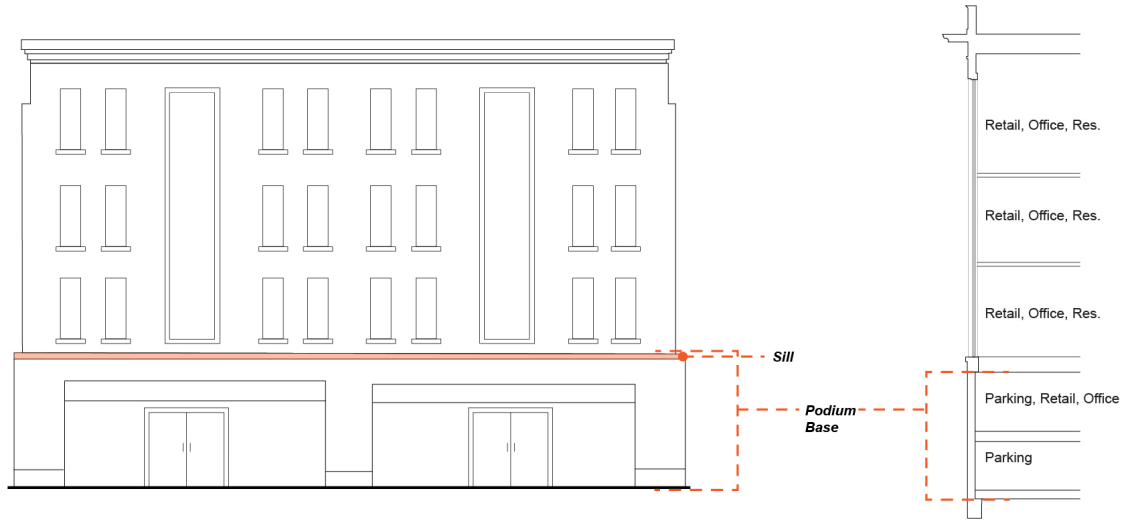 Retail, Office, Res.
Retail, Office, Res.
Retail, Office, Res.
Sill
Podium
Base
Parking, Retail, Office
Parking